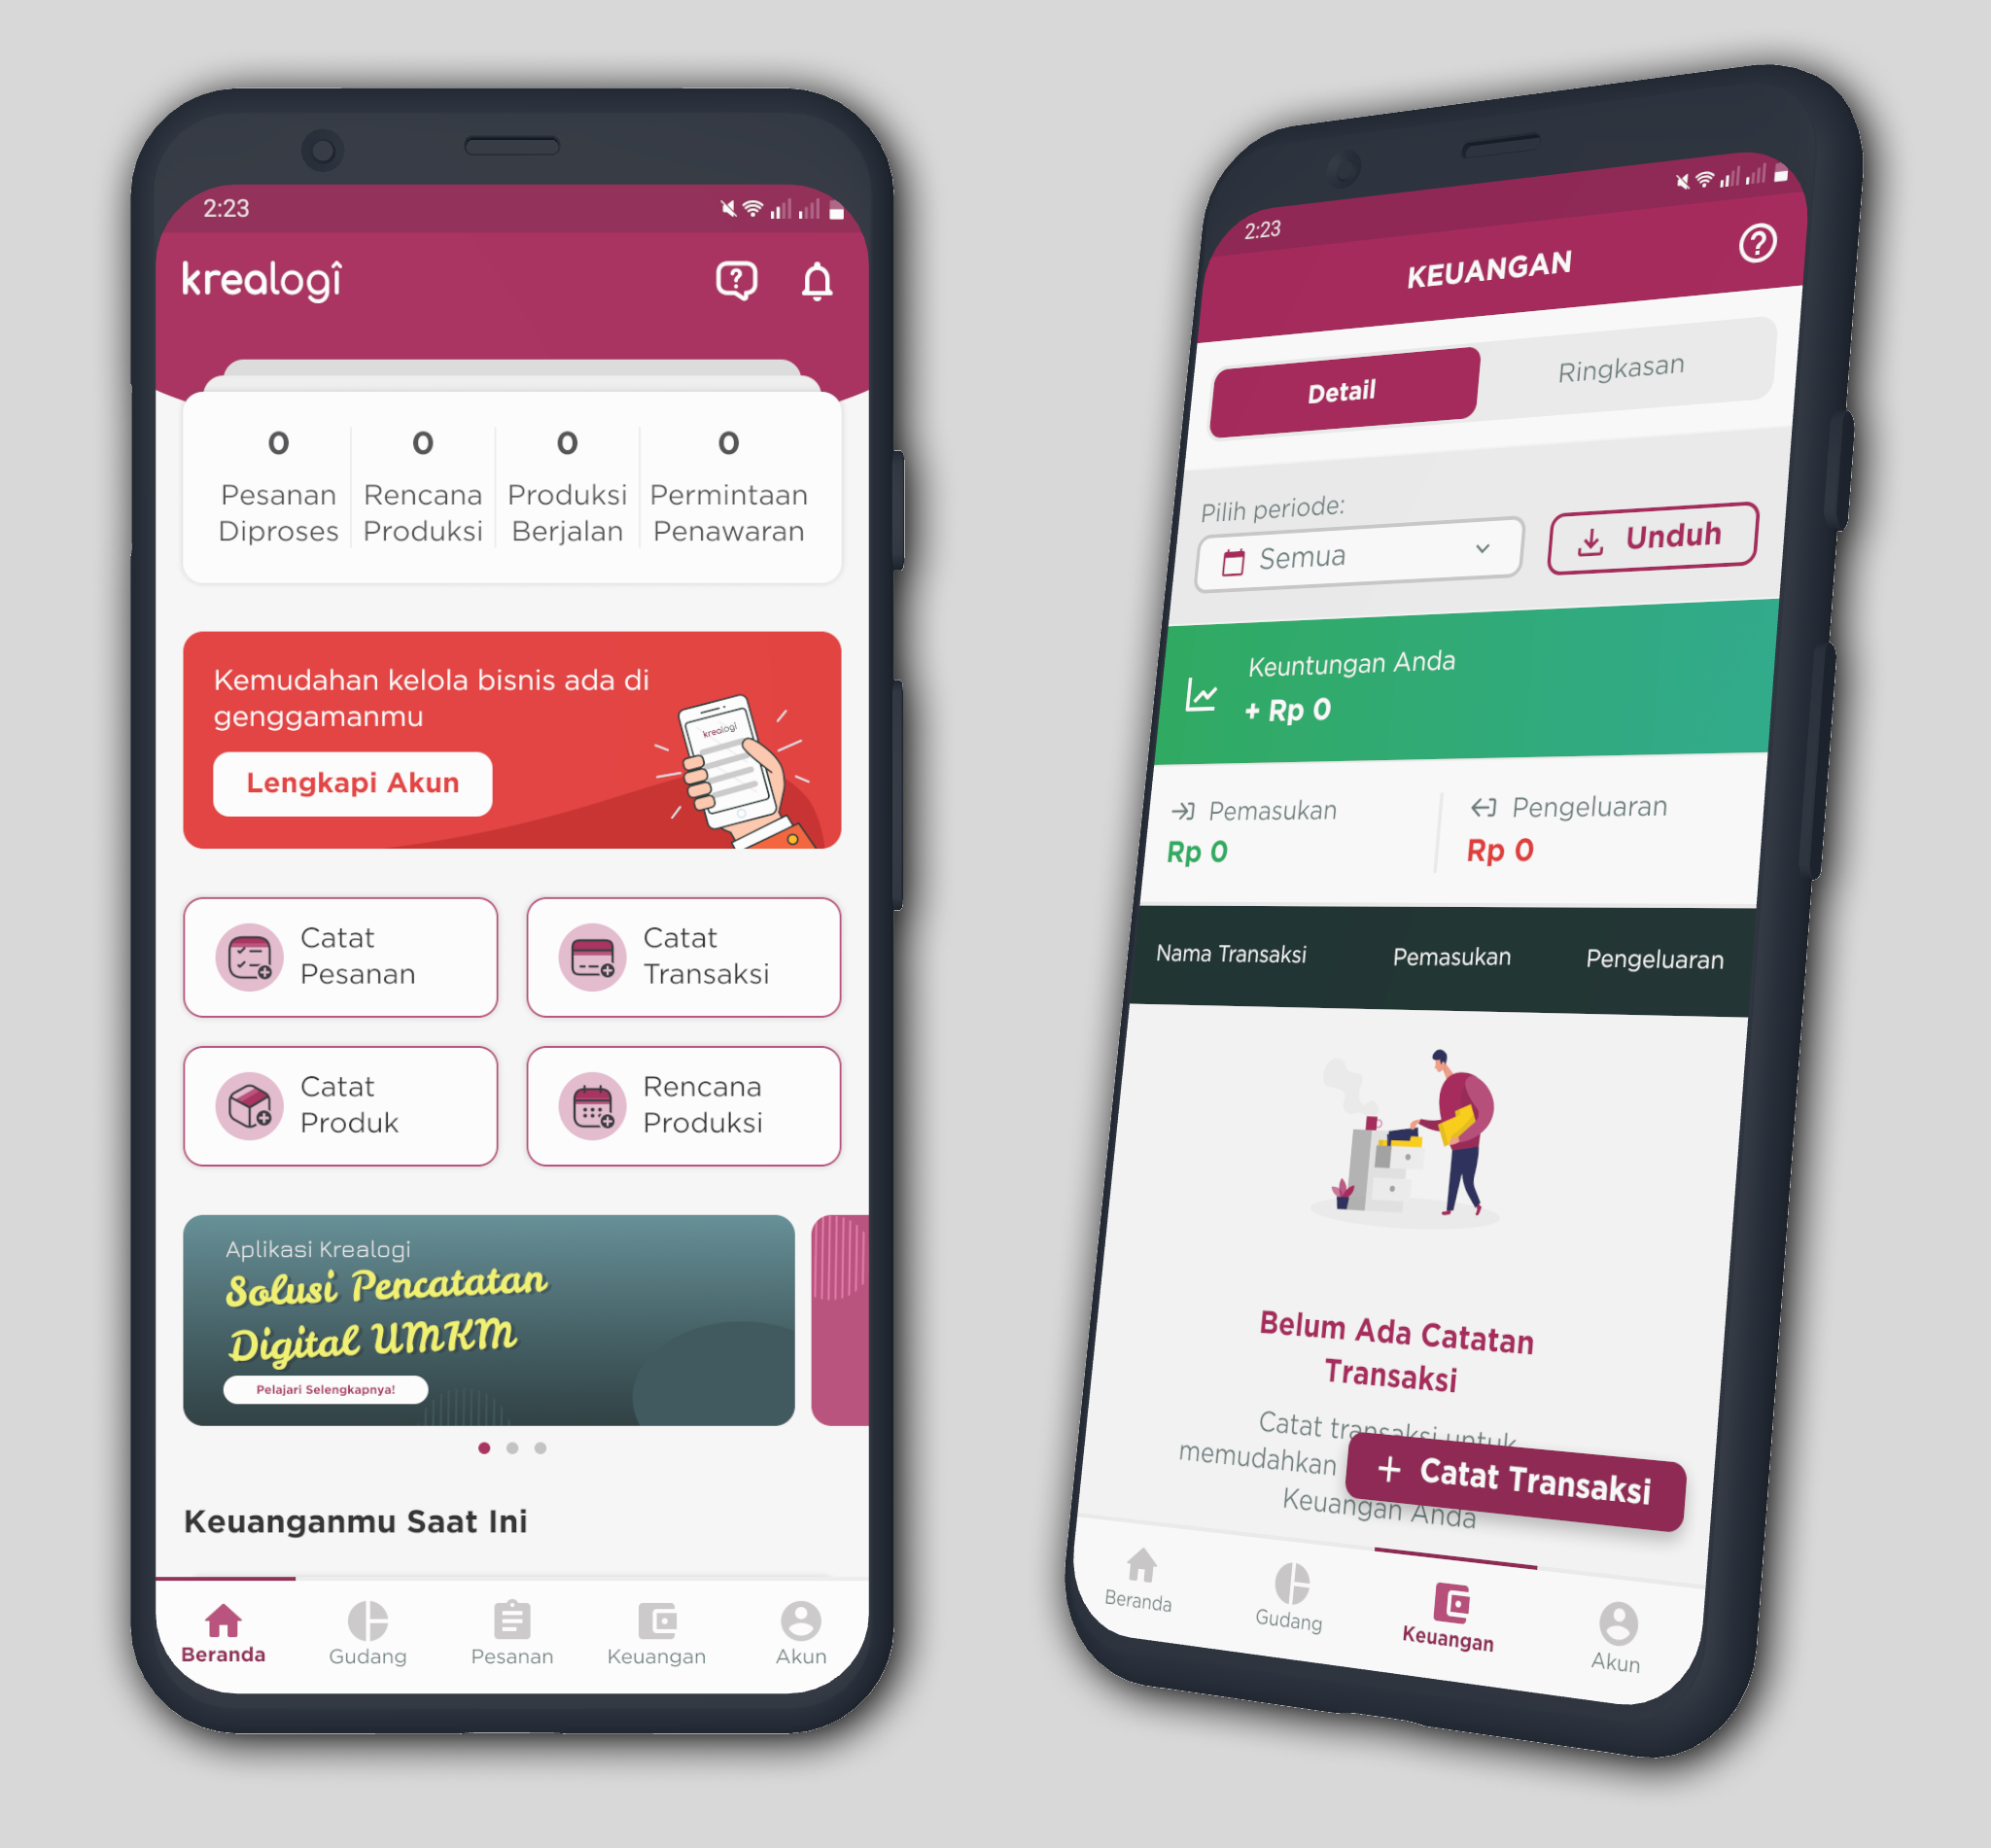 2:23
krealogi
0
0
0
0
Pesanan
Diproses
Rencana
Produksi
Produksi
Berjalan
Permintaan
Penawaran
Kemudahan kelola bisnis ada di
genggamanmu
krealogi
Lengkapi Akun
Catat
Pesanan
Catat
Transaksi
Catat
Produk
Rencana
Produksi
Aplikasi Krealogi
Solusi Pencatatan
Digital UMKM
Pelajari Selengkapnya!
Keuanganmu Saat Ini
Beranda
Gudang
Pesanan
Keuangan
Akun
2:23
KEUANGAN
Detail
Ringkasan
Pilih periode:
Semua
Unduh
Keuntungan Anda
+ Rp 0
Pemasukan
Rp 0
Pengeluaran
Rp 0
Nama Transaksi
Pemasukan
Pengeluaran
Belum Ada Catatan
Transaksi
Catat transaksi untuk
memudahkan
Keuangan Anda
+ Catat Transaksi
Beranda
Gudang
Keuangan
Akun